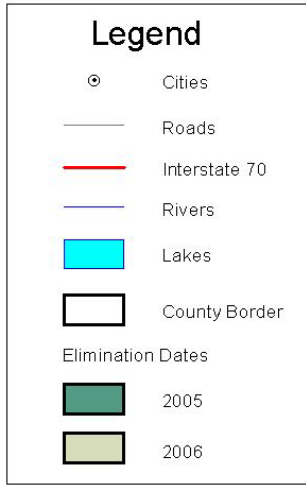 Legend
Cities
Roads
Interstate 70
Rivers
Lakes
County Border
Elimination Dates
2005
2006